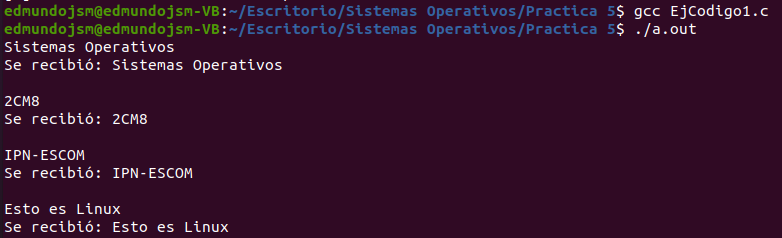 edmundojsm@edmundojsm-VB:~/Escritorio/Sistemas Operativos/Practica 5$ gcc EjCodigo1.c
edmundojsm@edmundojsm-VB:~/Escritorio/Sistemas Operativos/Practica 5$ ./a.out
Sistemas Operativos
Se recibió: Sistemas Operativos
2CM8
Se recibió: 2CM8
IPN-ESCOM
Se recibió: IPN-ESCOM
Esto es Linux
Se recibió: Esto es Linux